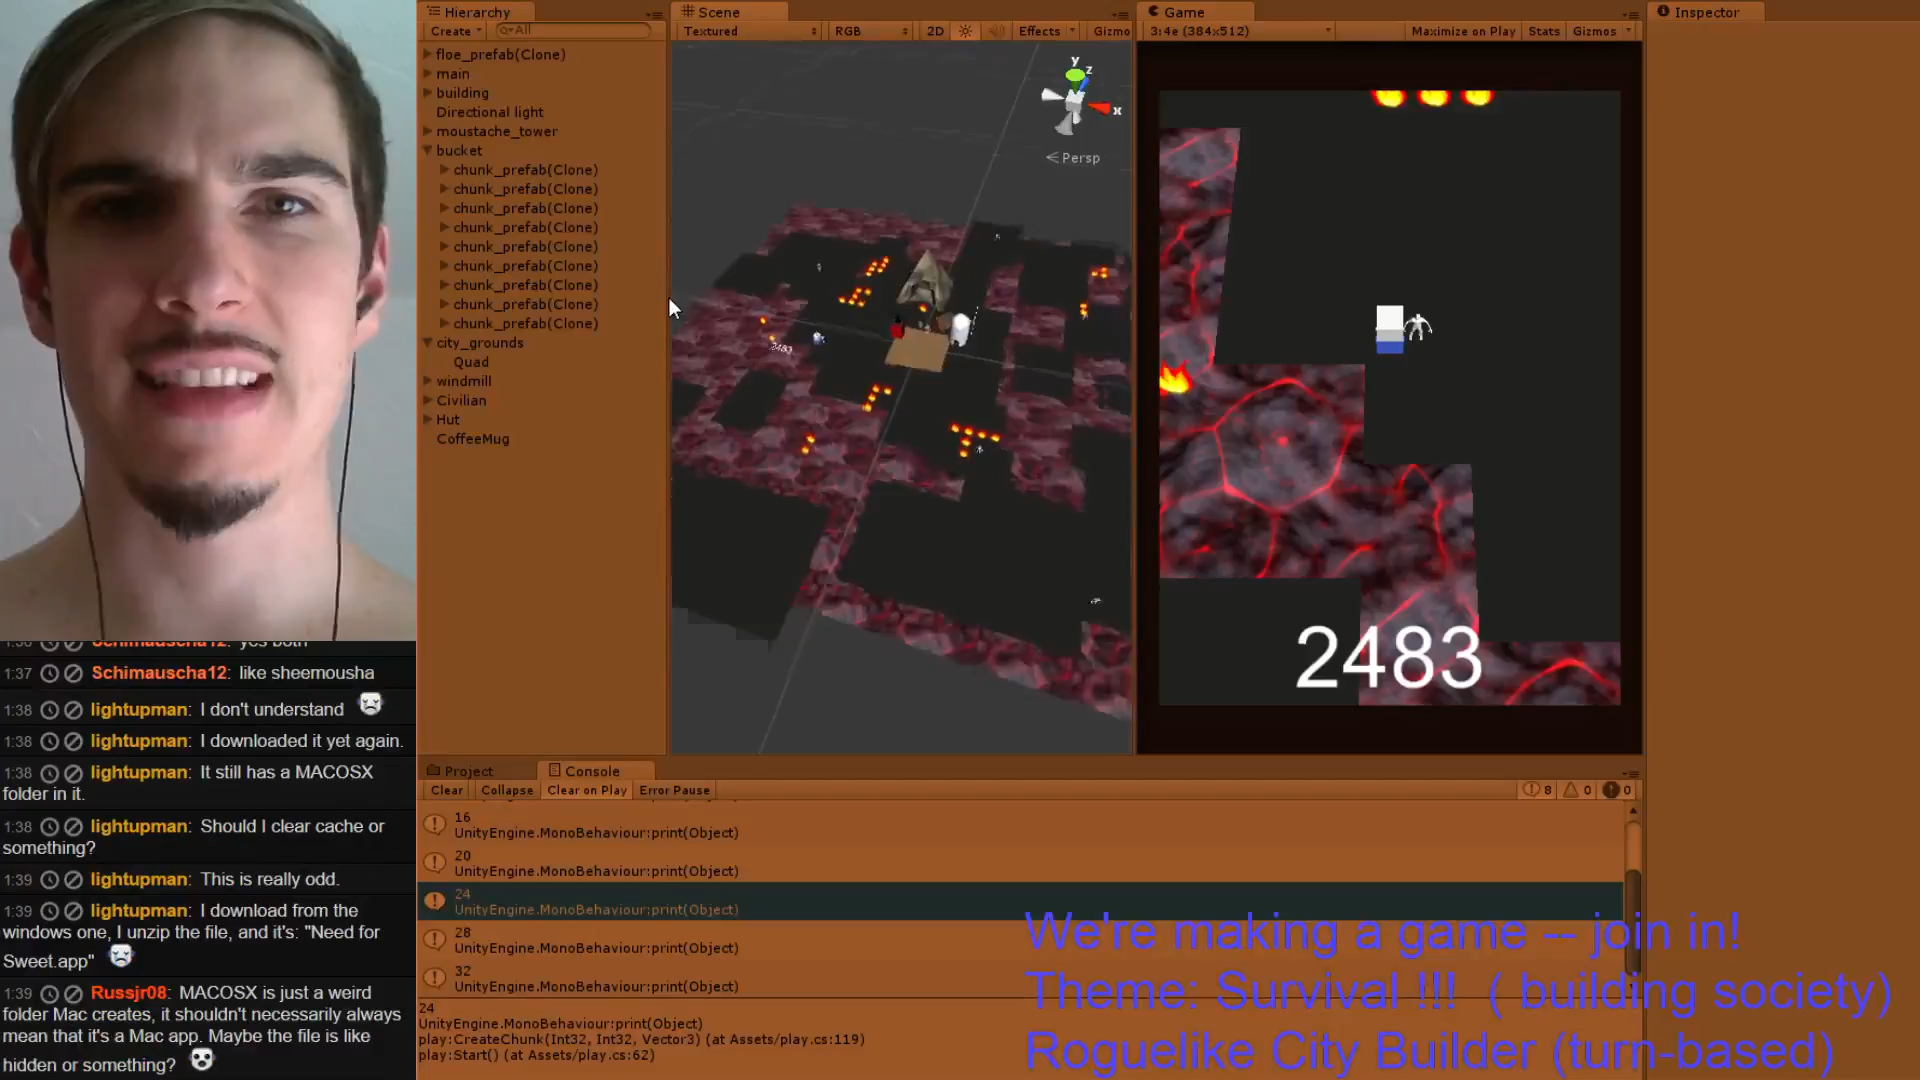 Hierarchy
Create
All
floe_prefab(Clone)
main
building
Directional light
moustache_tower
bucket
chunk_prefab(Clone)
chunk_prefab(Clone)
chunk_prefab(Clone)
chunk_prefab(Clone)
chunk_prefab(Clone)
chunk_prefab(Clone)
chunk_prefab(Clone)
chunk_prefab(Clone)
chunk_prefab(Clone)
city_grounds
Quad
windmill
Civilian
Hut
CoffeeMug
Scene
Textured RGB 2D Effects Gizmo
y
z
x
Persp
2483
Game
3:4e (384x512) Maximize on Play Stats Gizmos
2483
Inspector
Project Console
Clear Collapse Clear on Play Error Pause 8 0 0
16
UnityEngine.MonoBehaviour:print(Object)
20
UnityEngine.MonoBehaviour:print(Object)
24
UnityEngine.MonoBehaviour:print(Object)
28
UnityEngine.MonoBehaviour:print(Object)
32
UnityEngine.MonoBehaviour:print(Object)
24
UnityEngine.MonoBehaviour:print(Object)
play:CreateChunk(Int32, Int32, Vector3) (at Assets/play.cs:119)
play:Start() (at Assets/play.cs:62)
We're making a game -- join in!
Theme: Survival !!! ( building society)
Roguelike City Builder (turn-based)
1:36 Schimauscha12: yes both
1:37 Schimauscha12: like sheemousha
1:38 lightupman: I don't understand
1:38 lightupman: I downloaded it yet again.
1:38 lightupman: It still has a MACOSX
folder in it.
1:38 lightupman: Should I clear cache or
something?
1:39 lightupman: This is really odd.
1:39 lightupman: I download from the
windows one, I unzip the file, and it's: "Need for
Sweet.app"
1:39 Russjr08: MACOSX is just a weird
folder Mac creates, it shouldn't necessarily always
mean that it's a Mac app. Maybe the file is like
hidden or something?